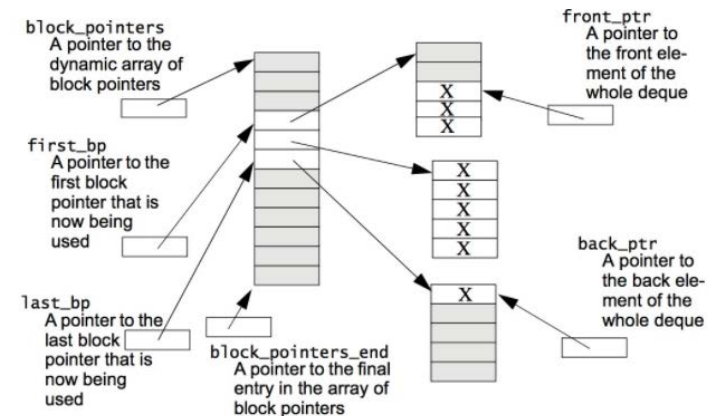 block_pointers
A pointer to the
dynamic array of
block pointers
first_bp
A pointer to the
first block
pointer that is
now being
used
last_bp
A pointer to the
last block
pointer that is
now being
used
block_pointers_end
A pointer to the final
entry in the array of
block pointers
X
X
X
X
X
X
X
X
X
front_ptr
A pointer to
the front ele-
ment of the
whole deque
back_ptr
A pointer to
the back ele-
ment of the
whole deque